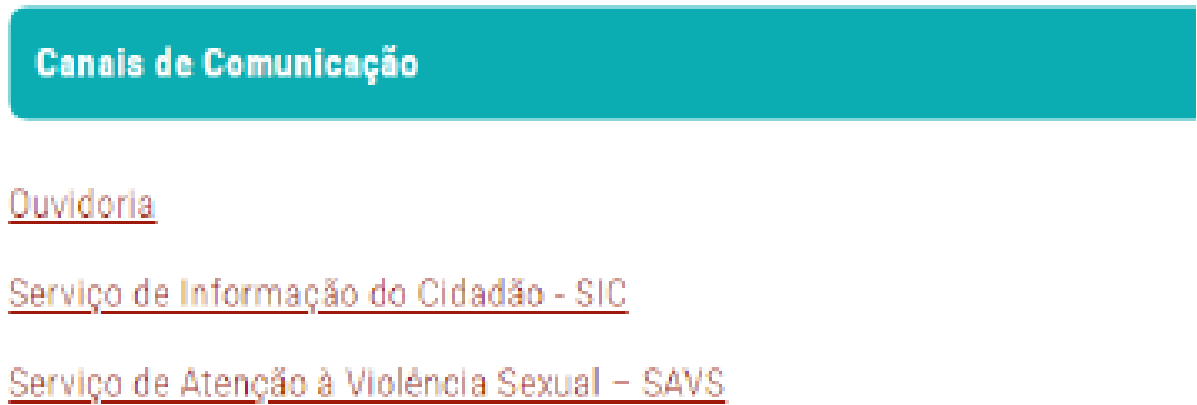 Canais de Comunicação
Ouvidoria
Serviço de Informação do Cidadão - SIC
Serviço de Atenção à Violência Sexual – SAVS